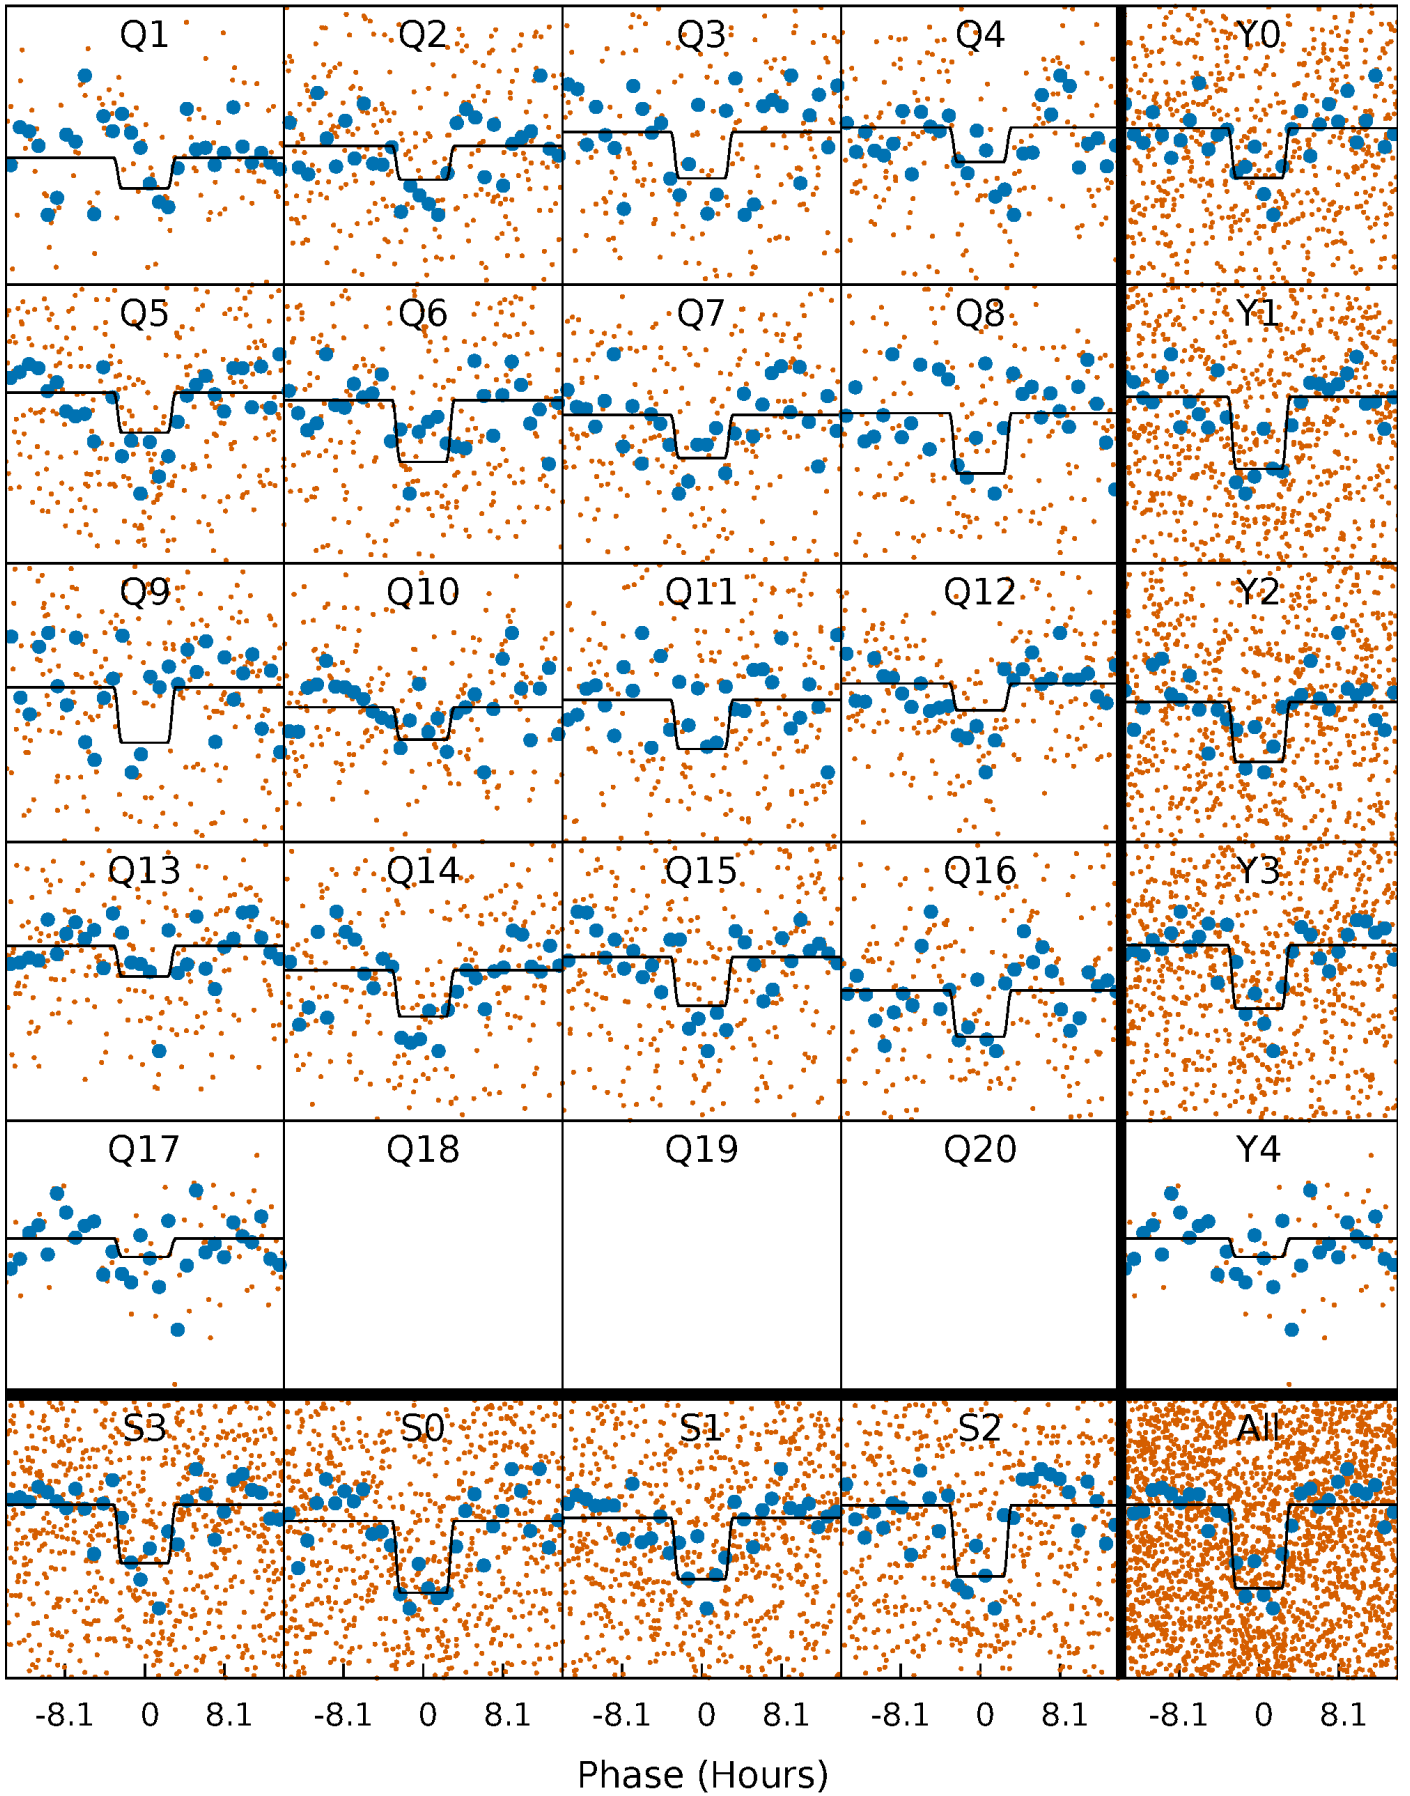 Q1 Q2 Q3 Q4 Y0
Q5 Q6 Q7 Q8 Y1
Q9 Q10 Q11 Q12 Y2
Q13 Q14 Q15 Q16 Y3
Q17 Q18 Q19 Q20 Y4
S3 S0 S1 S2 All
-8.1 0 8.1 -8.1 0 8.1 -8.1 0 8.1 -8.1 0 8.1 -8.1 0 8.1
Phase (Hours)